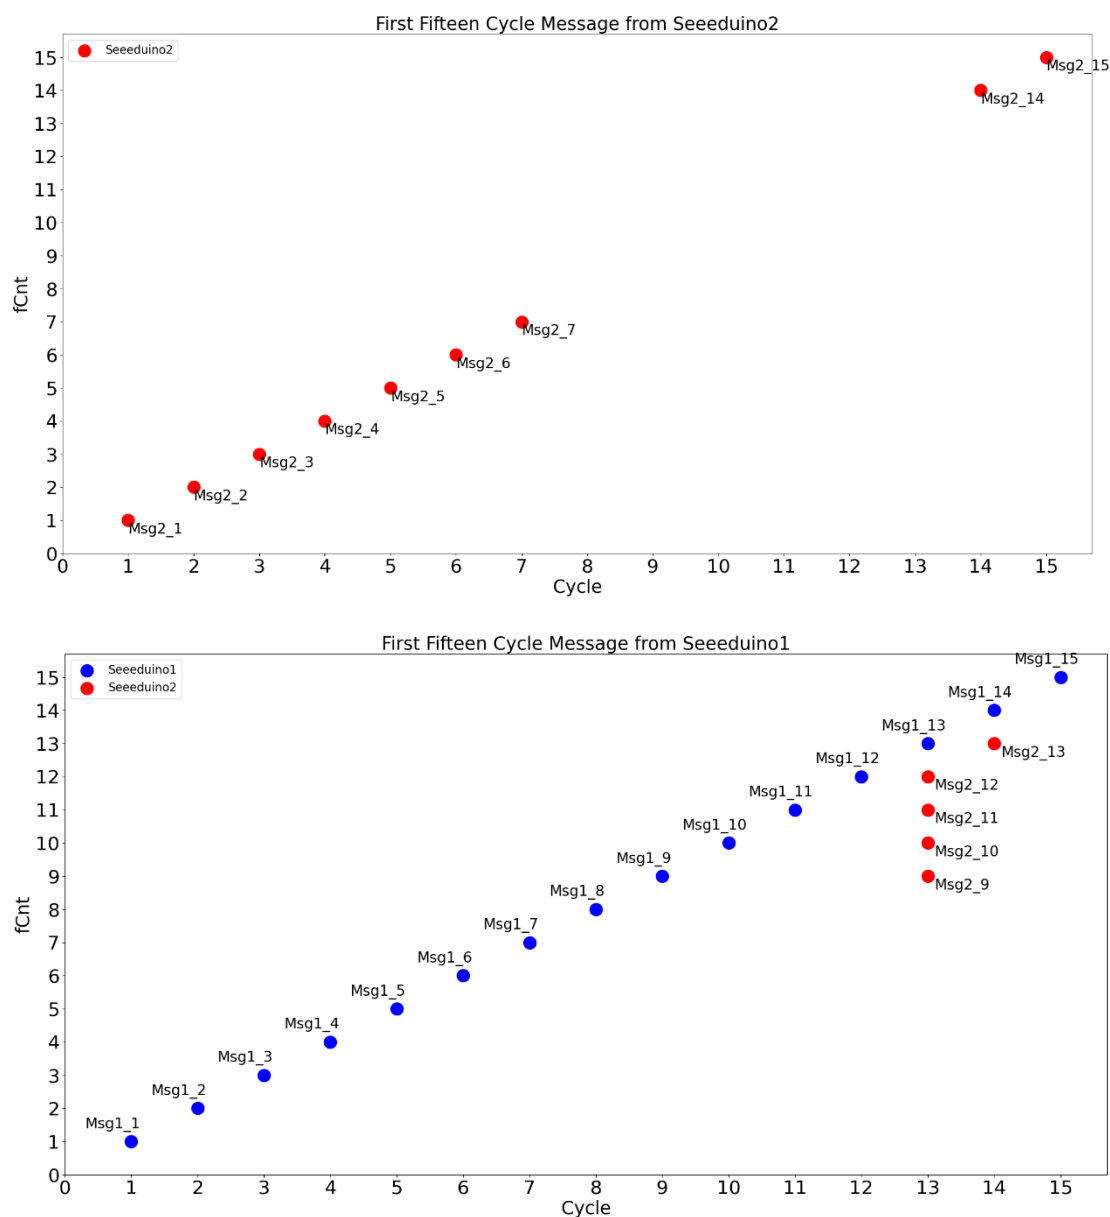 First Fifteen Cycle Message from Seeeduino2
Seeeduino2
15
14
13
12
11
10
9
8
7
6
5
4
3
2
1
0
fCnt
Msg2_15
Msg2_14
Msg2_7
Msg2_6
Msg2_5
Msg2_4
Msg2_3
Msg2_2
Msg2_1
0 1 2 3 4 5 6 7 8 9 10 11 12 13 14 15
Cycle
First Fifteen Cycle Message from Seeeduino1
Seeeduino1
Seeeduino2
15
14
13
12
11
10
9
8
7
6
5
4
3
2
1
0
fCnt
Msg1_15
Msg1_14
Msg1_13
Msg2_13
Msg1_12
Msg2_12
Msg1_11
Msg2_11
Msg1_10
Msg2_10
Msg1_9
Msg2_9
Msg1_8
Msg1_7
Msg1_6
Msg1_5
Msg1_4
Msg1_3
Msg1_2
Msg1_1
0 1 2 3 4 5 6 7 8 9 10 11 12 13 14 15
Cycle